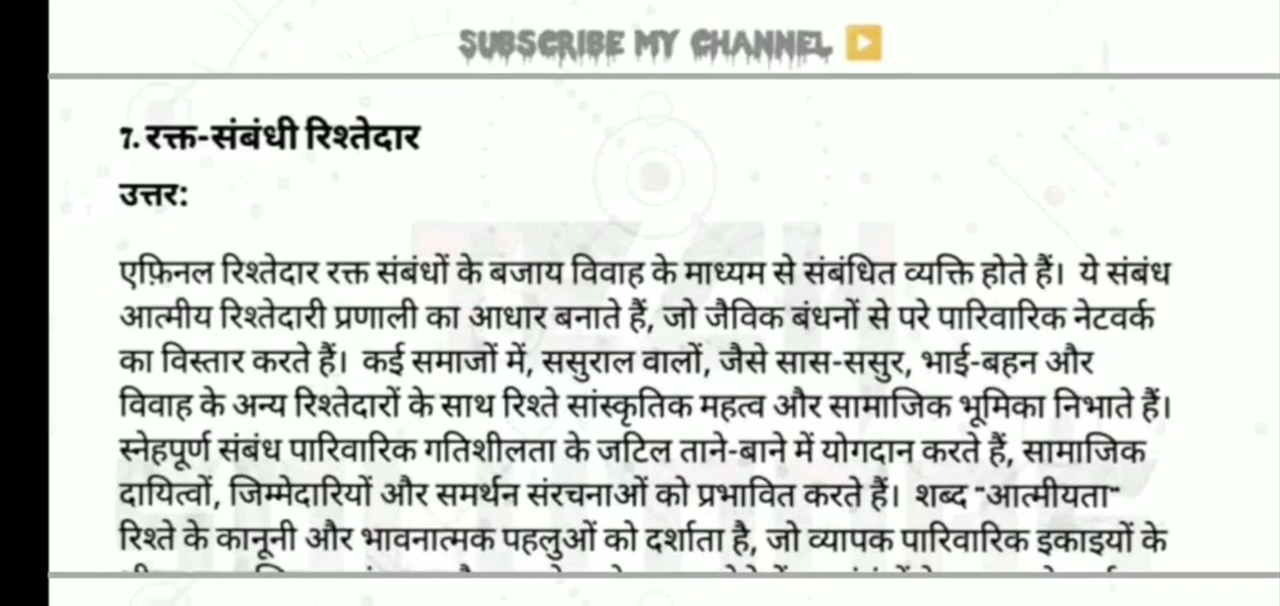 SUBSCRIBE MY CHANNEL
7. रक्त-संबंधी रिश्तेदार
उत्तर:
एफ़िनल रिश्तेदार रक्त संबंधों के बजाय विवाह के माध्यम से संबंधित व्यक्ति होते हैं। ये संबंध
आत्मीय रिश्तेदारी प्रणाली का आधार बनाते हैं, जो जैविक बंधनों से परे पारिवारिक नेटवर्क
का विस्तार करते हैं। कई समाजों में, ससुराल वालों, जैसे सास-ससुर, भाई-बहन और
विवाह के अन्य रिश्तेदारों के साथ रिश्ते सांस्कृतिक महत्व और सामाजिक भूमिका निभाते हैं।
स्नेहपूर्ण संबंध पारिवारिक गतिशीलता के जटिल ताने-बाने में योगदान करते हैं, सामाजिक
दायित्वों, जिम्मेदारियों और समर्थन संरचनाओं को प्रभावित करते हैं। शब्द "आत्मीयता"
रिश्ते के कानूनी और भावनात्मक पहलुओं को दर्शाता है, जो व्यापक पारिवारिक इकाइयों के